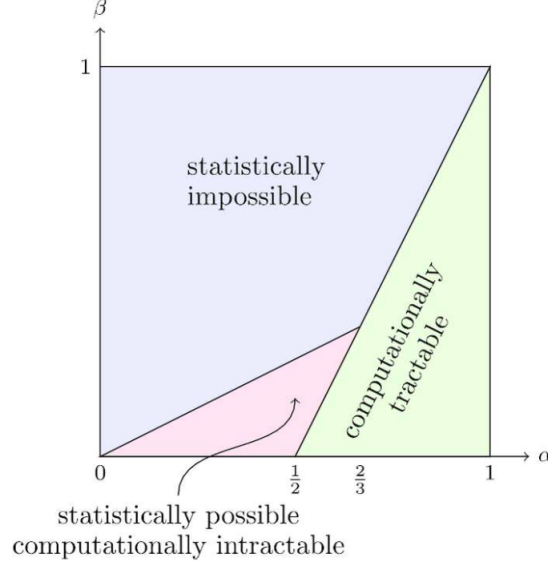 β
1
statistically
impossible
computationally
tractable
0
1/2
2/3
1
α
statistically possible
computationally intractable